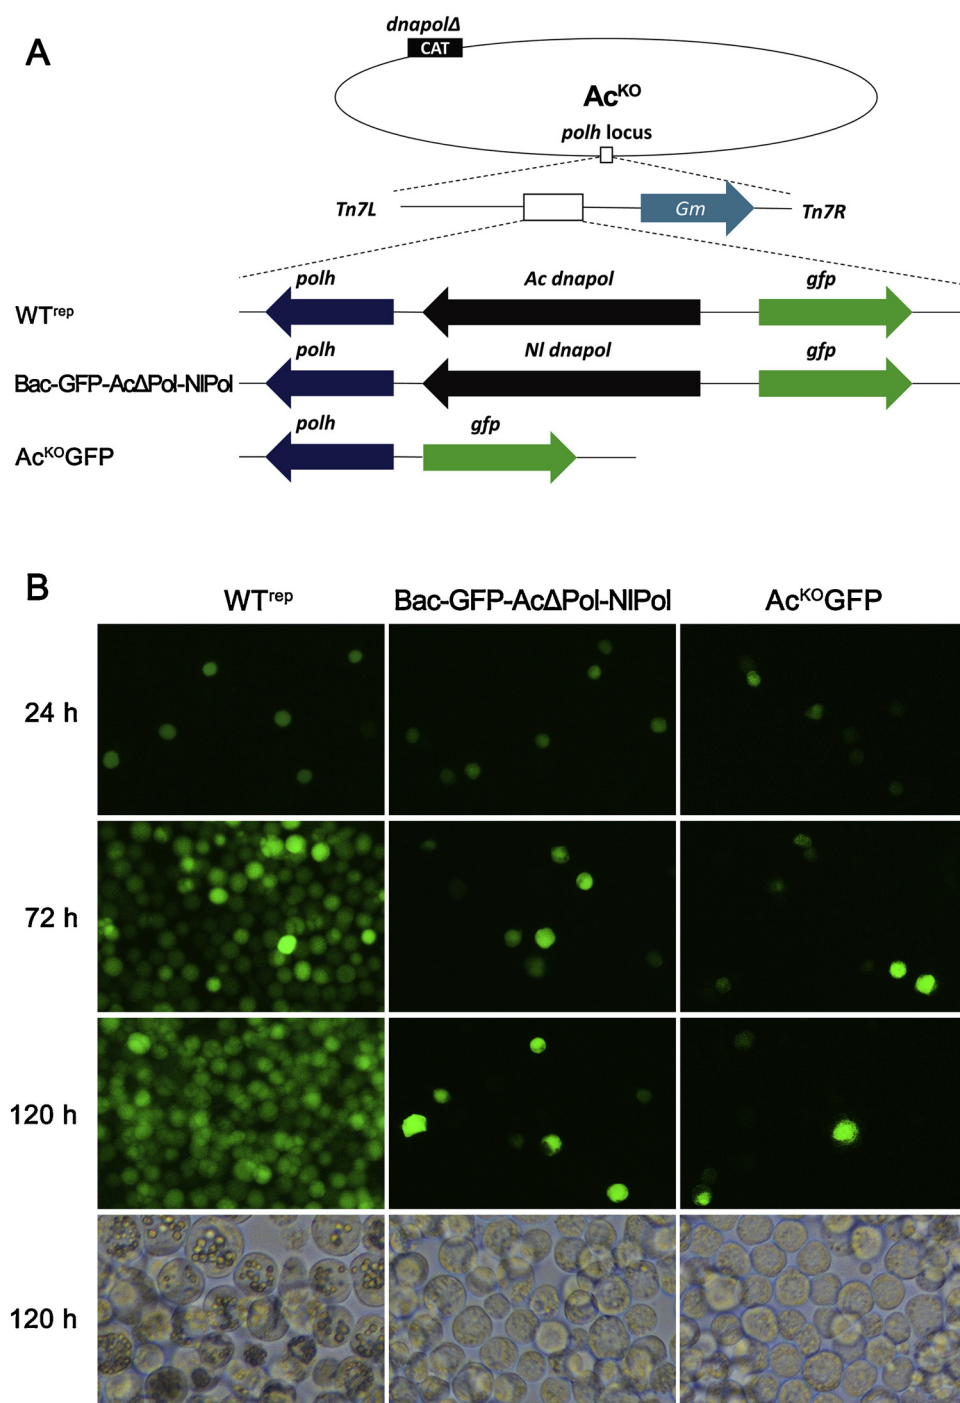 A
dnapolΔ
CAT
Ac^KO
polh locus
Tn7L
Gm
Tn7R
polh Ac dnapol gfp
WT^rep
polh Nl dnapol gfp
Bac-GFP-AcΔPol-NlPol
polh gfp
Ac^KOGFP
B
WT^rep Bac-GFP-AcΔPol-NlPol Ac^KOGFP
24 h
72 h
120 h
120 h